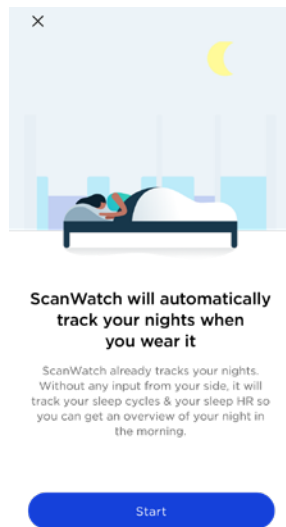 ScanWatch will automatically
track your nights when
you wear it
ScanWatch already tracks your nights.
Without any input from your side, it will
track your sleep cycles & your sleep HR so
you can get an overview of your night in
the morning.
Start